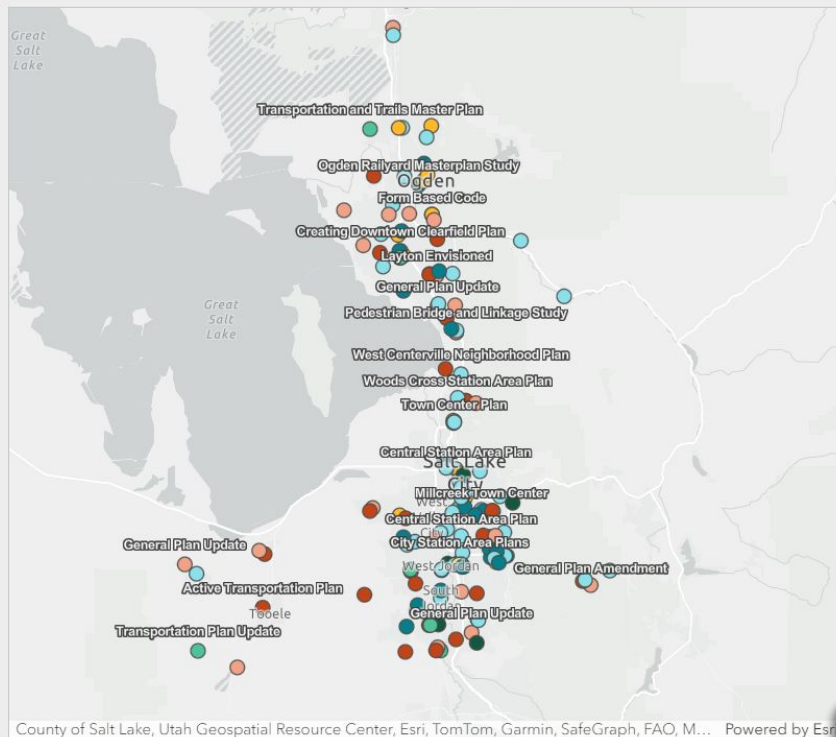 Great
Salt
Lake
Transportation and Trails Master Plan
Ogden Railyard Masterplan Study
Ogden
Form Based Code
Creating Downtown Clearfield Plan
Layton Envisioned
General Plan Update
Great
Salt
Lake
Pedestrian Bridge and Linkage Study
West Centerville Neighborhood Plan
Woods Cross Station Area Plan
Town Center Plan
Central Station Area Plan
Salt Lake
City
Millcreek Town Center
West
City
Central Station Area Plan
City Station Area Plans
General Plan Update
West Jordan
General Plan Amendment
Active Transportation Plan
South
Jordan
Tooele
General Plan Update
Transportation Plan Update
County of Salt Lake, Utah Geospatial Resource Center, Esri, TomTom, Garmin, SafeGraph, FAO, M... Powered by Esri